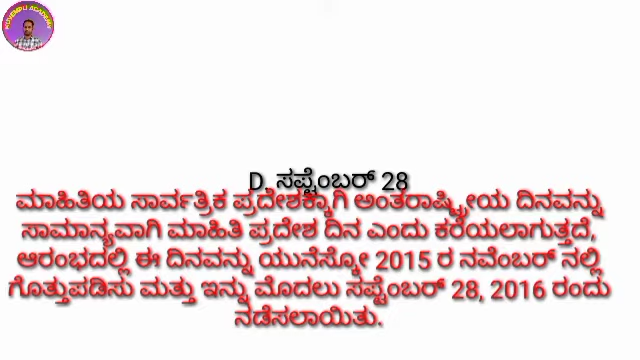 D. ಸಪ್ಟೆಂಬರ್ 28
ಮಾಹಿತಿಯ ಸಾರ್ವತ್ರಿಕ ಪ್ರದೇಶಕ್ಕಾಗಿ ಅಂತರಾಷ್ಟ್ರೀಯ ದಿನವನ್ನು
ಸಾಮಾನ್ಯವಾಗಿ ಮಾಹಿತಿ ಪ್ರದೇಶ ದಿನ ಎಂದು ಕರೆಯಲಾಗುತ್ತದೆ,
ಆರಂಭದಲ್ಲಿ ಈ ದಿನವನ್ನು ಯುನೆಸ್ಕೋ 2015 ರ ನವೆಂಬರ್ ನಲ್ಲಿ
ಗೊತ್ತುಪಡಿಸು ಮತ್ತು ಇನ್ನು ಮೊದಲು ಸಪ್ಟೆಂಬರ್ 28, 2016 ರಂದು
ನಡೆಸಲಾಯಿತು.